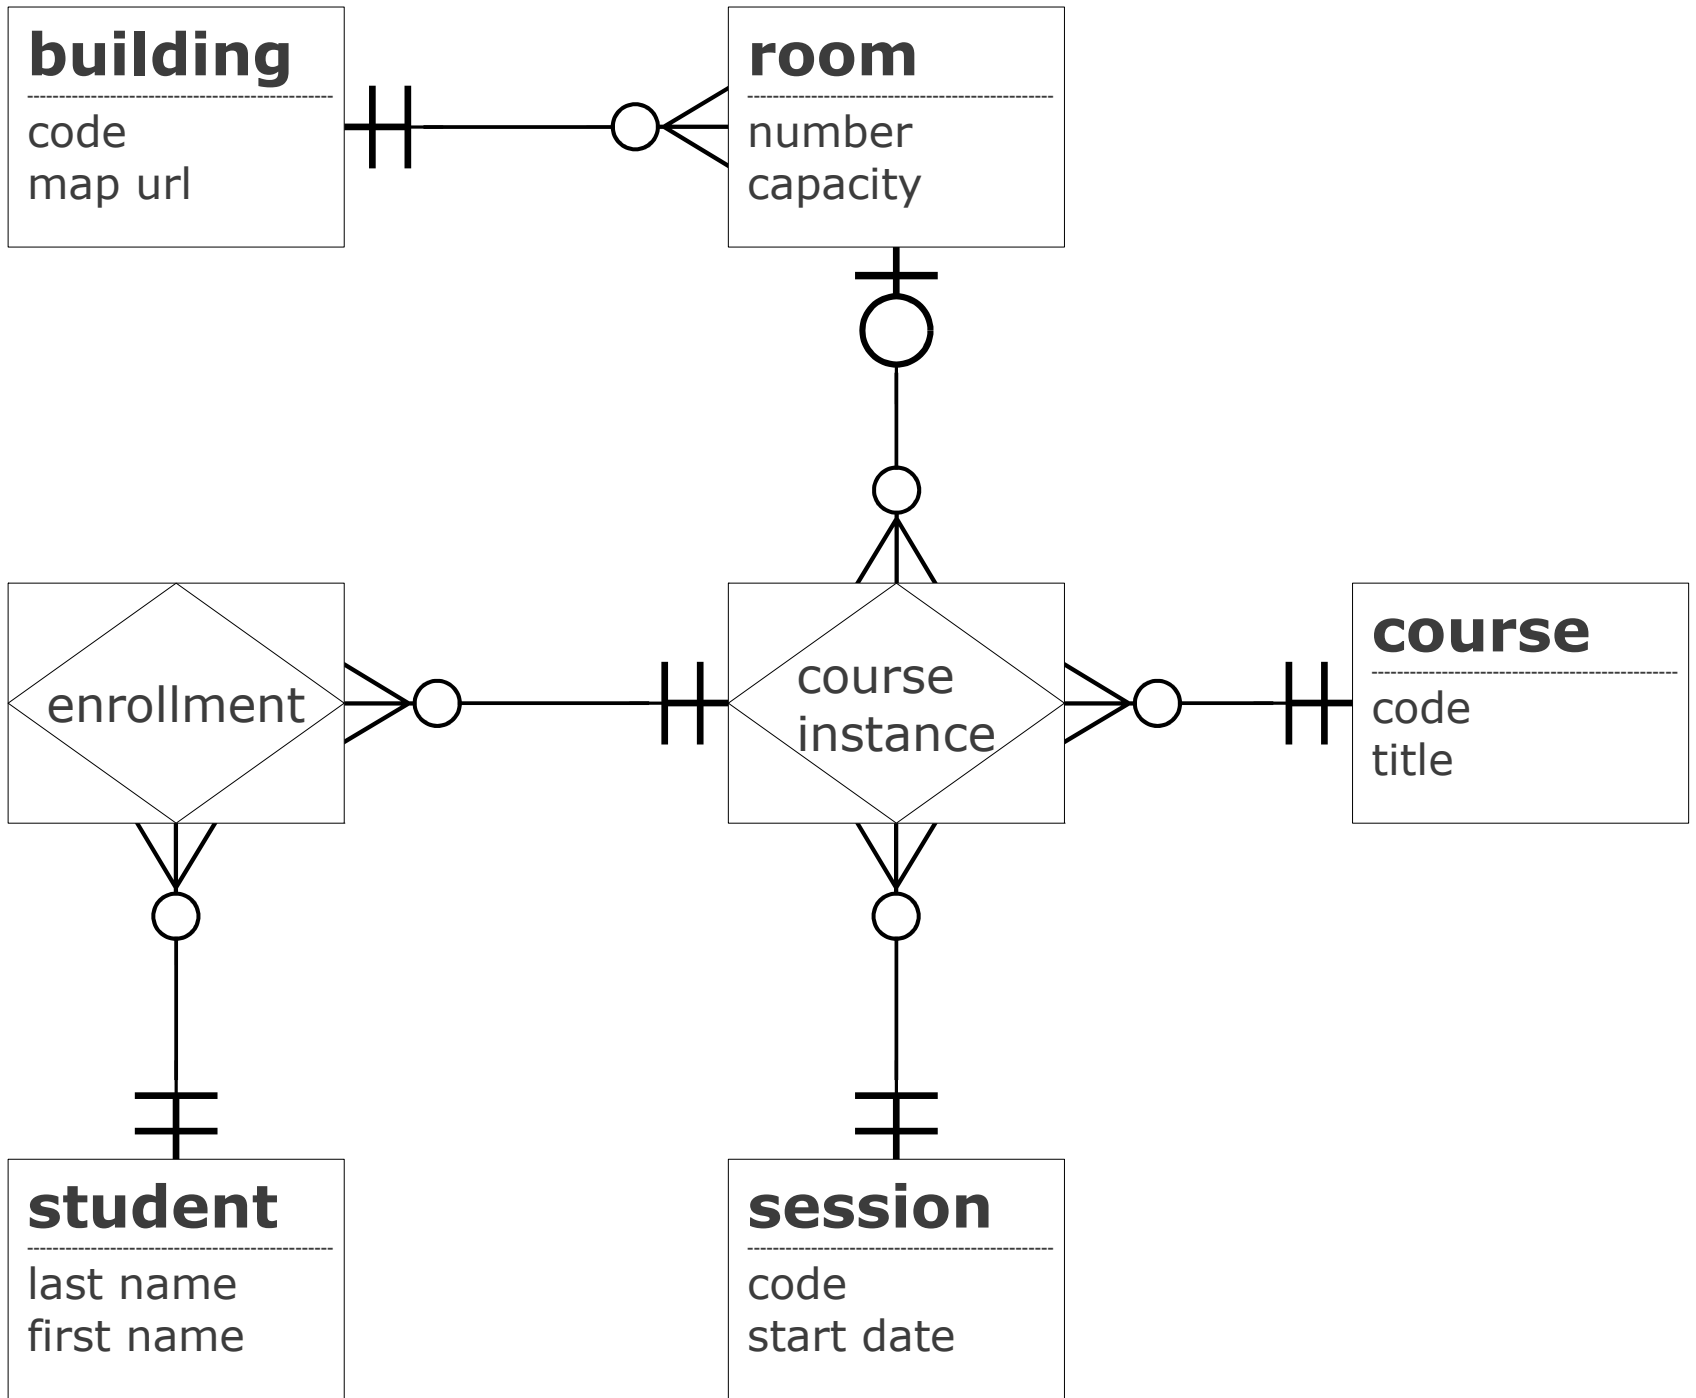 building
code
map url
room
number
capacity
enrollment
course
instance
course
code
title
student
last name
first name
session
code
start date